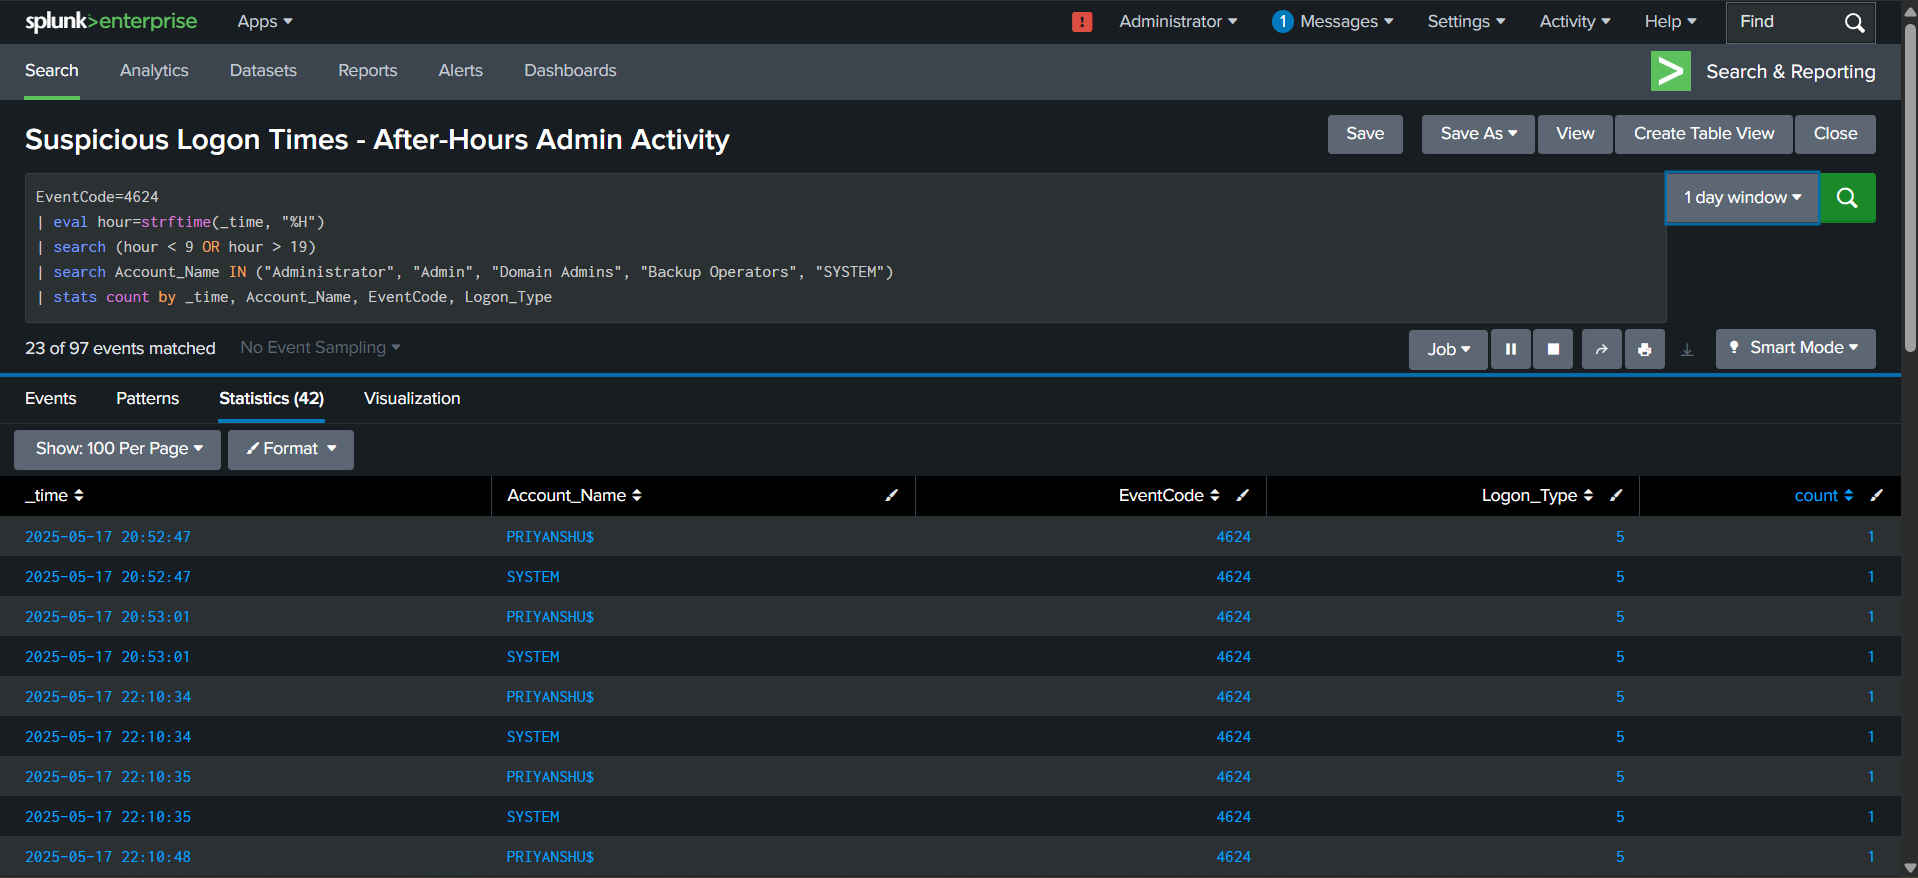 splunk>enterprise Apps ! Administrator 1 Messages Settings Activity Help Find
Search Analytics Datasets Reports Alerts Dashboards > Search & Reporting
Suspicious Logon Times - After-Hours Admin Activity Save Save As View Create Table View Close
EventCode=4624 1 day window
| eval hour=strftime(_time, "%H")
| search (hour < 9 OR hour > 19)
| search Account_Name IN ("Administrator", "Admin", "Domain Admins", "Backup Operators", "SYSTEM")
| stats count by _time, Account_Name, EventCode, Logon_Type
23 of 97 events matched No Event Sampling Job Smart Mode
Events Patterns Statistics (42) Visualization
Show: 100 Per Page Format
_time Account_Name EventCode Logon_Type count
2025-05-17 20:52:47 PRIYANSHU$ 4624 5 1
2025-05-17 20:52:47 SYSTEM 4624 5 1
2025-05-17 20:53:01 PRIYANSHU$ 4624 5 1
2025-05-17 20:53:01 SYSTEM 4624 5 1
2025-05-17 22:10:34 PRIYANSHU$ 4624 5 1
2025-05-17 22:10:34 SYSTEM 4624 5 1
2025-05-17 22:10:35 PRIYANSHU$ 4624 5 1
2025-05-17 22:10:35 SYSTEM 4624 5 1
2025-05-17 22:10:48 PRIYANSHU$ 4624 5 1